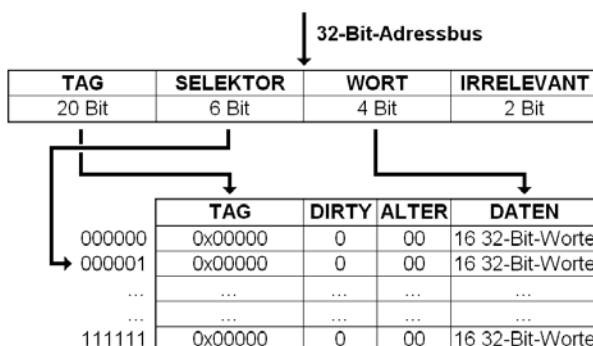 32-Bit-Adressbus
TAG SELEKTOR WORT IRRELEVANT
20 Bit 6 Bit 4 Bit 2 Bit
TAG DIRTY ALTER DATEN
000000 0x00000 0 00 16 32-Bit-Worte
000001 0x00000 0 00 16 32-Bit-Worte
... ... ... ... ...
... ... ... ... ...
111111 0x00000 0 00 16 32-Bit-Worte